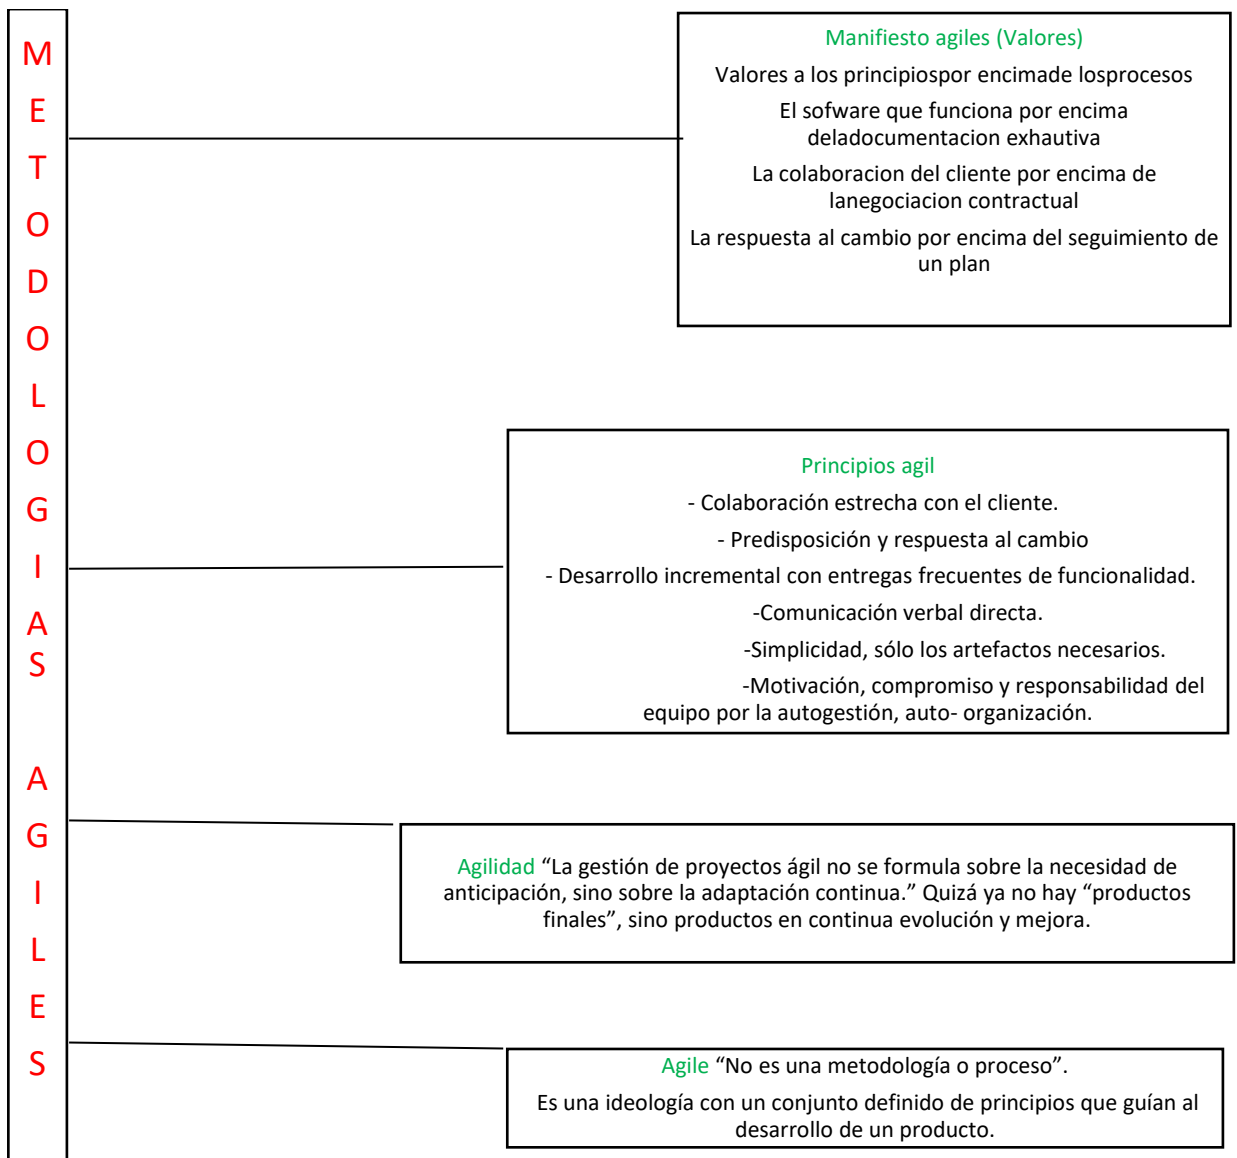 METODOLOGIAS AGILES
Manifiesto agiles (Valores)
Valores a los principiospor encimade losprocesos
El sofware que funciona por encima
deladocumentacion exhautiva
La colaboracion del cliente por encima de
lanegociacion contractual
La respuesta al cambio por encima del seguimiento de
un plan
Principios agil
- Colaboración estrecha con el cliente.
- Predisposición y respuesta al cambio
- Desarrollo incremental con entregas frecuentes de funcionalidad.
-Comunicación verbal directa.
-Simplicidad, sólo los artefactos necesarios.
-Motivación, compromiso y responsabilidad del
equipo por la autogestión, auto- organización.
Agilidad “La gestión de proyectos ágil no se formula sobre la necesidad de
anticipación, sino sobre la adaptación continua.” Quizá ya no hay “productos
finales”, sino productos en continua evolución y mejora.
Agile “No es una metodología o proceso”.
Es una ideología con un conjunto definido de principios que guían al
desarrollo de un producto.